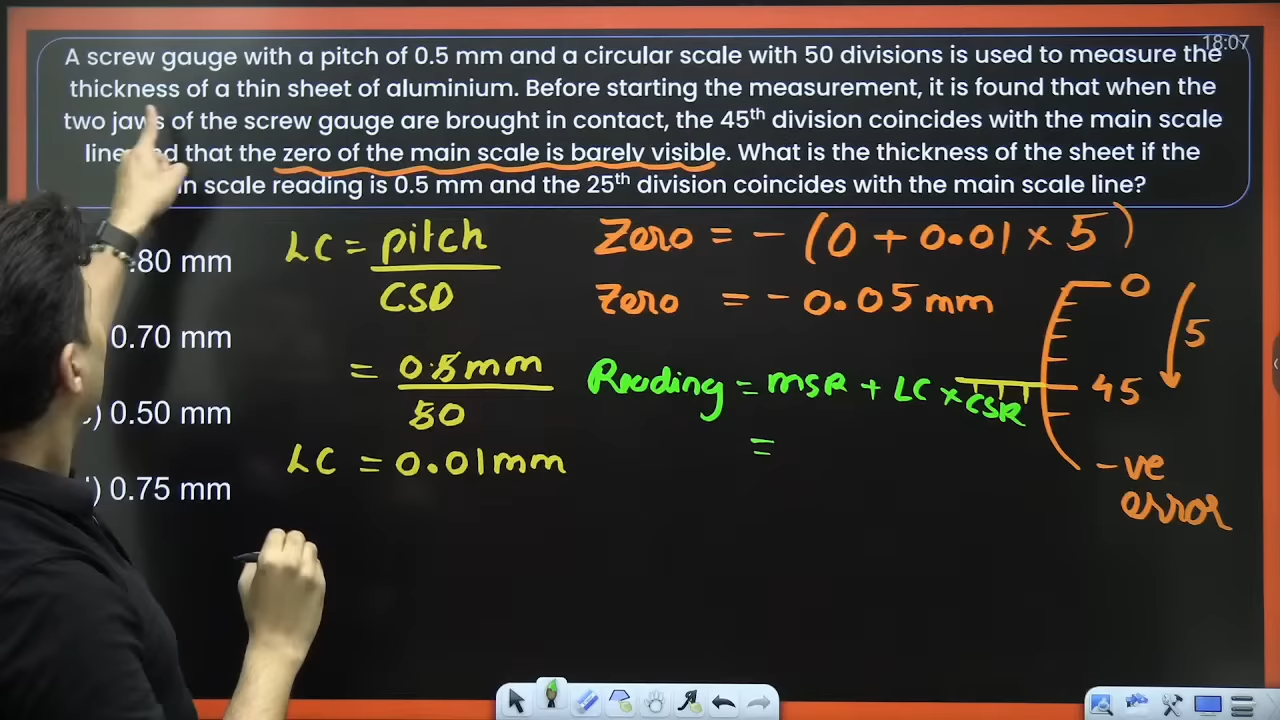 18:07
A screw gauge with a pitch of 0.5 mm and a circular scale with 50 divisions is used to measure the
thickness of a thin sheet of aluminium. Before starting the measurement, it is found that when the
two jaws of the screw gauge are brought in contact, the 45th division coincides with the main scale
line that the zero of the main scale is barely visible. What is the thickness of the sheet if the
scale reading is 0.5 mm and the 25th division coincides with the main scale line?
.80 mm
0.70 mm
) 0.50 mm
) 0.75 mm
LC = pitch
CSD
= 0.5mm
50
LC = 0.01mm
Zero = - (0 + 0.01 × 5)
Zero = - 0.05 mm
Reading = MSR + LC × CSR
=
0
5
45
-ve
error